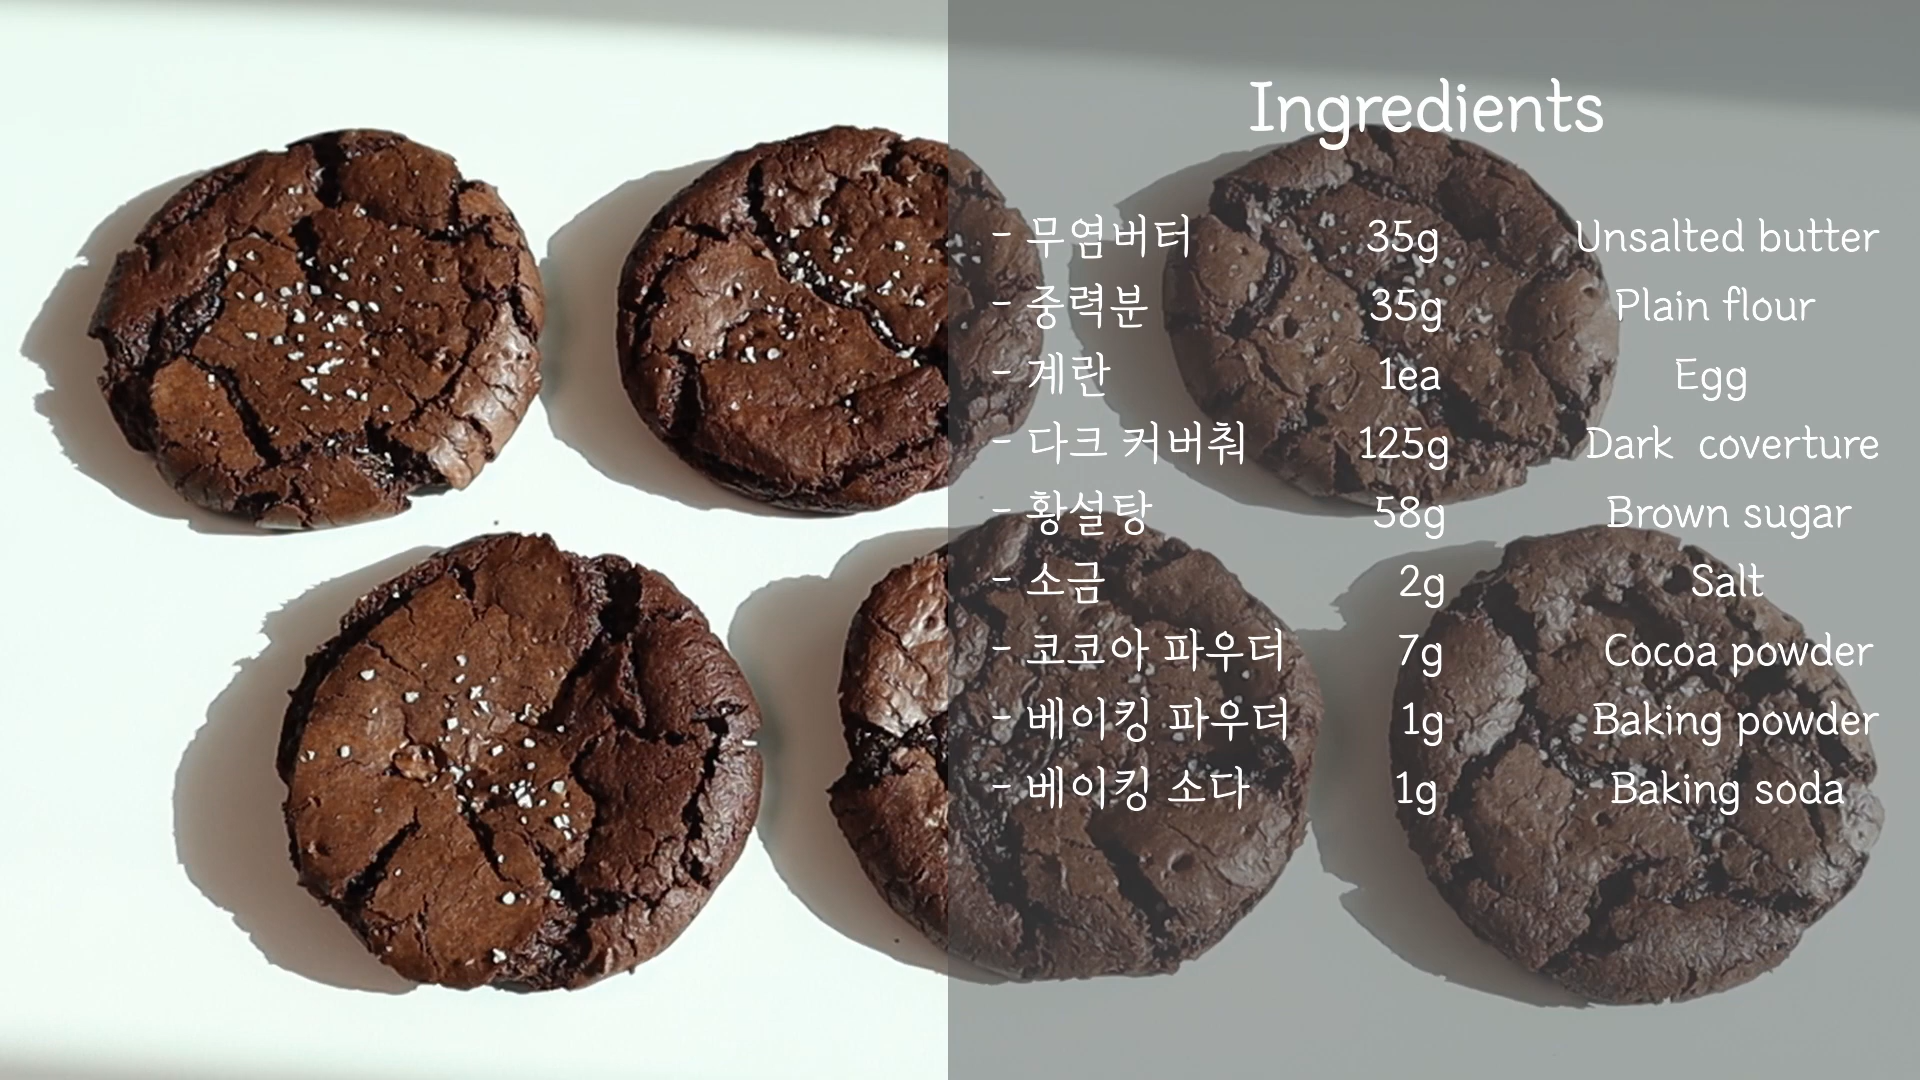 Ingredients
- 무염버터 35g Unsalted butter
- 중력분 35g Plain flour
- 계란 1ea Egg
- 다크 커버춰 125g Dark coverture
- 황설탕 58g Brown sugar
- 소금 2g Salt
- 코코아 파우더 7g Cocoa powder
- 베이킹 파우더 1g Baking powder
- 베이킹 소다 1g Baking soda